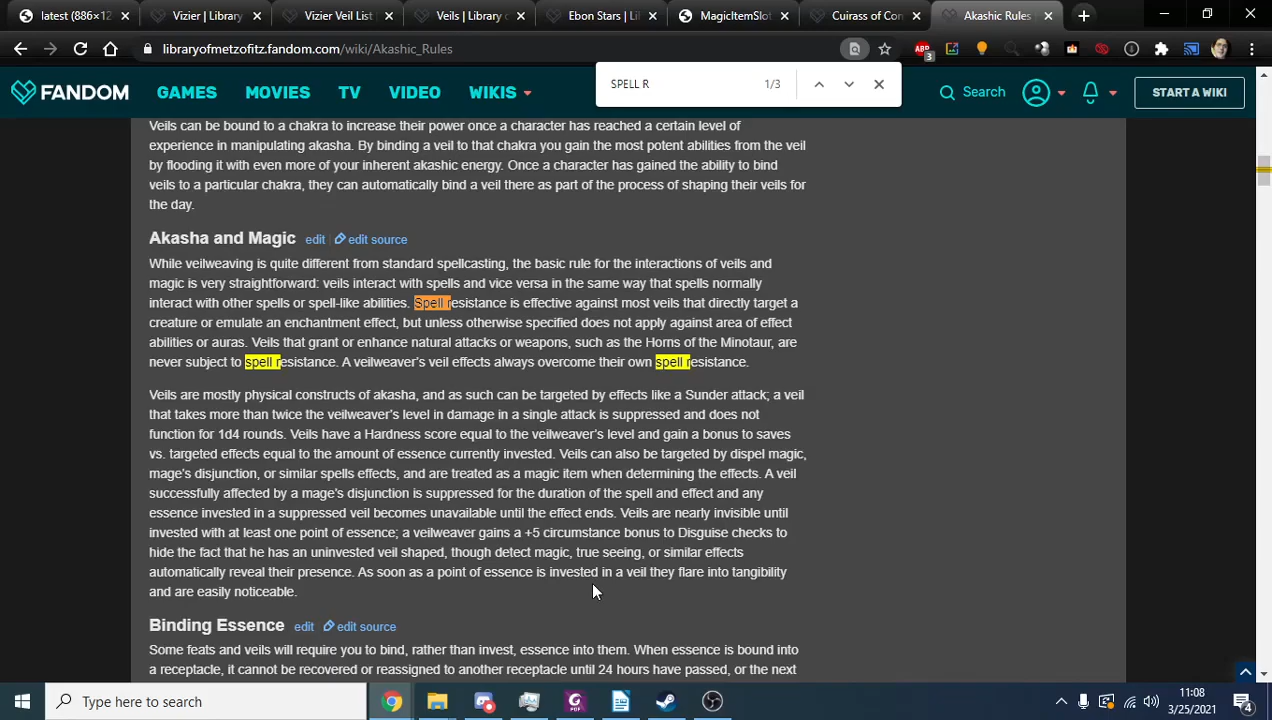 latest (886×12
Vizier | Library
Vizier Veil List
Veils | Library o
Ebon Stars | Li
MagicItemSlot
Cuirass of Con
Akashic Rules
libraryofmetzofitz.fandom.com/wiki/Akashic_Rules
3
SPELL R 1/3
FANDOM GAMES MOVIES TV VIDEO WIKIS Search START A WIKI
Veils can be bound to a chakra to increase their power once a character has reached a certain level of
experience in manipulating akasha. By binding a veil to that chakra you gain the most potent abilities from the veil
by flooding it with even more of your inherent akashic energy. Once a character has gained the ability to bind
veils to a particular chakra, they can automatically bind a veil there as part of the process of shaping their veils for
the day.
Akasha and Magic edit edit source
While veilweaving is quite different from standard spellcasting, the basic rule for the interactions of veils and
magic is very straightforward: veils interact with spells and vice versa in the same way that spells normally
interact with other spells or spell-like abilities. Spell resistance is effective against most veils that directly target a
creature or emulate an enchantment effect, but unless otherwise specified does not apply against area of effect
abilities or auras. Veils that grant or enhance natural attacks or weapons, such as the Horns of the Minotaur, are
never subject to spell resistance. A veilweaver's veil effects always overcome their own spell resistance.
Veils are mostly physical constructs of akasha, and as such can be targeted by effects like a Sunder attack; a veil
that takes more than twice the veilweaver's level in damage in a single attack is suppressed and does not
function for 1d4 rounds. Veils have a Hardness score equal to the veilweaver's level and gain a bonus to saves
vs. targeted effects equal to the amount of essence currently invested. Veils can also be targeted by dispel magic,
mage's disjunction, or similar spells effects, and are treated as a magic item when determining the effects. A veil
successfully affected by a mage's disjunction is suppressed for the duration of the spell and effect and any
essence invested in a suppressed veil becomes unavailable until the effect ends. Veils are nearly invisible until
invested with at least one point of essence; a veilweaver gains a +5 circumstance bonus to Disguise checks to
hide the fact that he has an uninvested veil shaped, though detect magic, true seeing, or similar effects
automatically reveal their presence. As soon as a point of essence is invested in a veil they flare into tangibility
and are easily noticeable.
Binding Essence edit edit source
Some feats and veils will require you to bind, rather than invest, essence into them. When essence is bound into
a receptacle, it cannot be recovered or reassigned to another receptacle until 24 hours have passed, or the next
Type here to search
11:08
3/25/2021
4